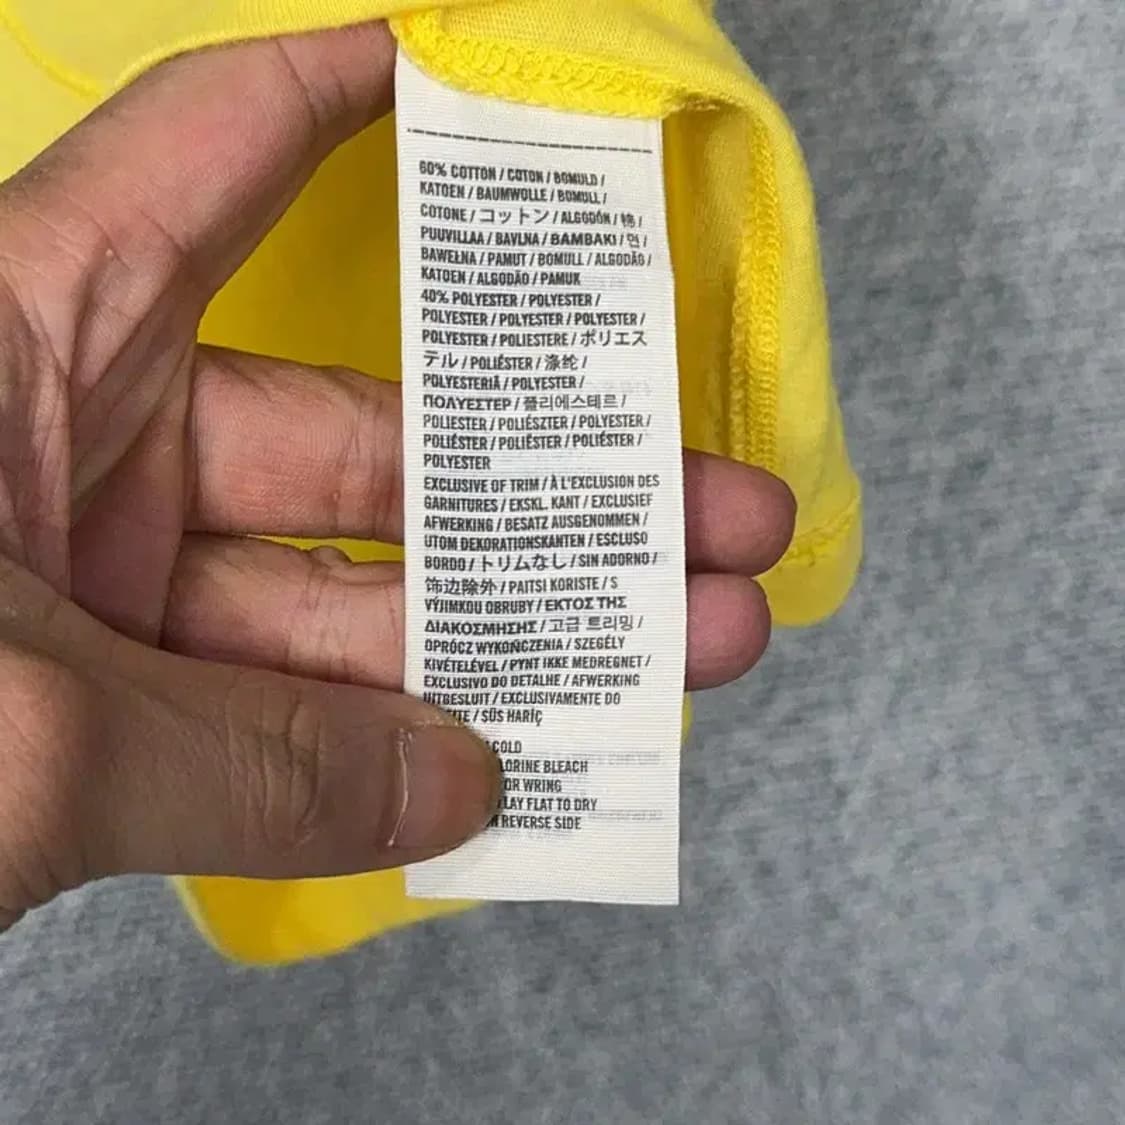 60% COTTON / COTON / BOMULD /
KATOEN / BAUMWOLLE / BOMULL /
COTONE / コットン / ALGODÓN / 棉 /
PUUVILLAA / BAVLNA / BAMBAKI / 면 /
BAWEŁNA / PAMUT / BOMULL / ALGODÃO /
KATOEN / ALGODÃO / PAMUK
40% POLYESTER / POLYESTER /
POLYESTER / POLYESTER / POLYESTER /
POLYESTER / POLIESTERE / ポリエス
テル / POLIÉSTER / 涤纶 /
POLYESTERIÄ / POLYESTER /
ΠΟΛΥΕΣΤΕΡ / 폴리에스테르 /
POLIESTER / POLIÉSZTER / POLYESTER /
POLIÉSTER / POLIËSTER / POLIÉSTER /
POLYESTER
EXCLUSIVE OF TRIM / À L'EXCLUSION DES
GARNITURES / EKSKL. KANT / EXCLUSIEF
AFWERKING / BESATZ AUSGENOMMEN /
UTOM DEKORATIONSKANTEN / ESCLUSO
BORDO / トリムなし / SIN ADORNO /
饰边除外 / PAITSI KORISTE / S
VÝJIMKOU OBRUBY / ΕΚΤΟΣ ΤΗΣ
ΔΙΑΚΟΣΜΗΣΗΣ / 고급 트리밍 /
OPRÓCZ WYKOŃCZENIA / SZEGÉLY
KIVÉTELÉVEL / PYNT IKKE MEDREGNET /
EXCLUSIVO DO DETALHE / AFWERKING
UITBESLUIT / EXCLUSIVAMENTE DO
/ SÜS HARİÇ
COLD
BLEACH
OR WRING
LAY FLAT TO DRY
REVERSE SIDE